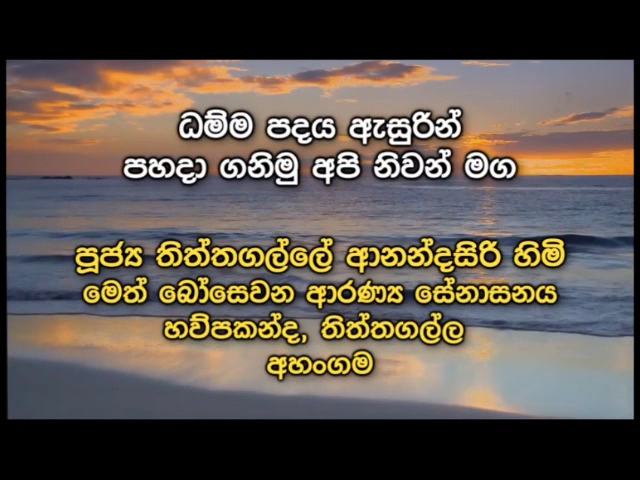 ධම්ම පදය ඇසුරින්
පහදා ගනිමු අපි නිවන් මග
පූජ්‍ය තිත්තගල්ලේ ආනන්දසිරි හිමි
මෙත් බෝසෙවන ආරණ්‍ය සේනාසනය
හව්පකන්ද, තිත්තගල්ල
අහංගම